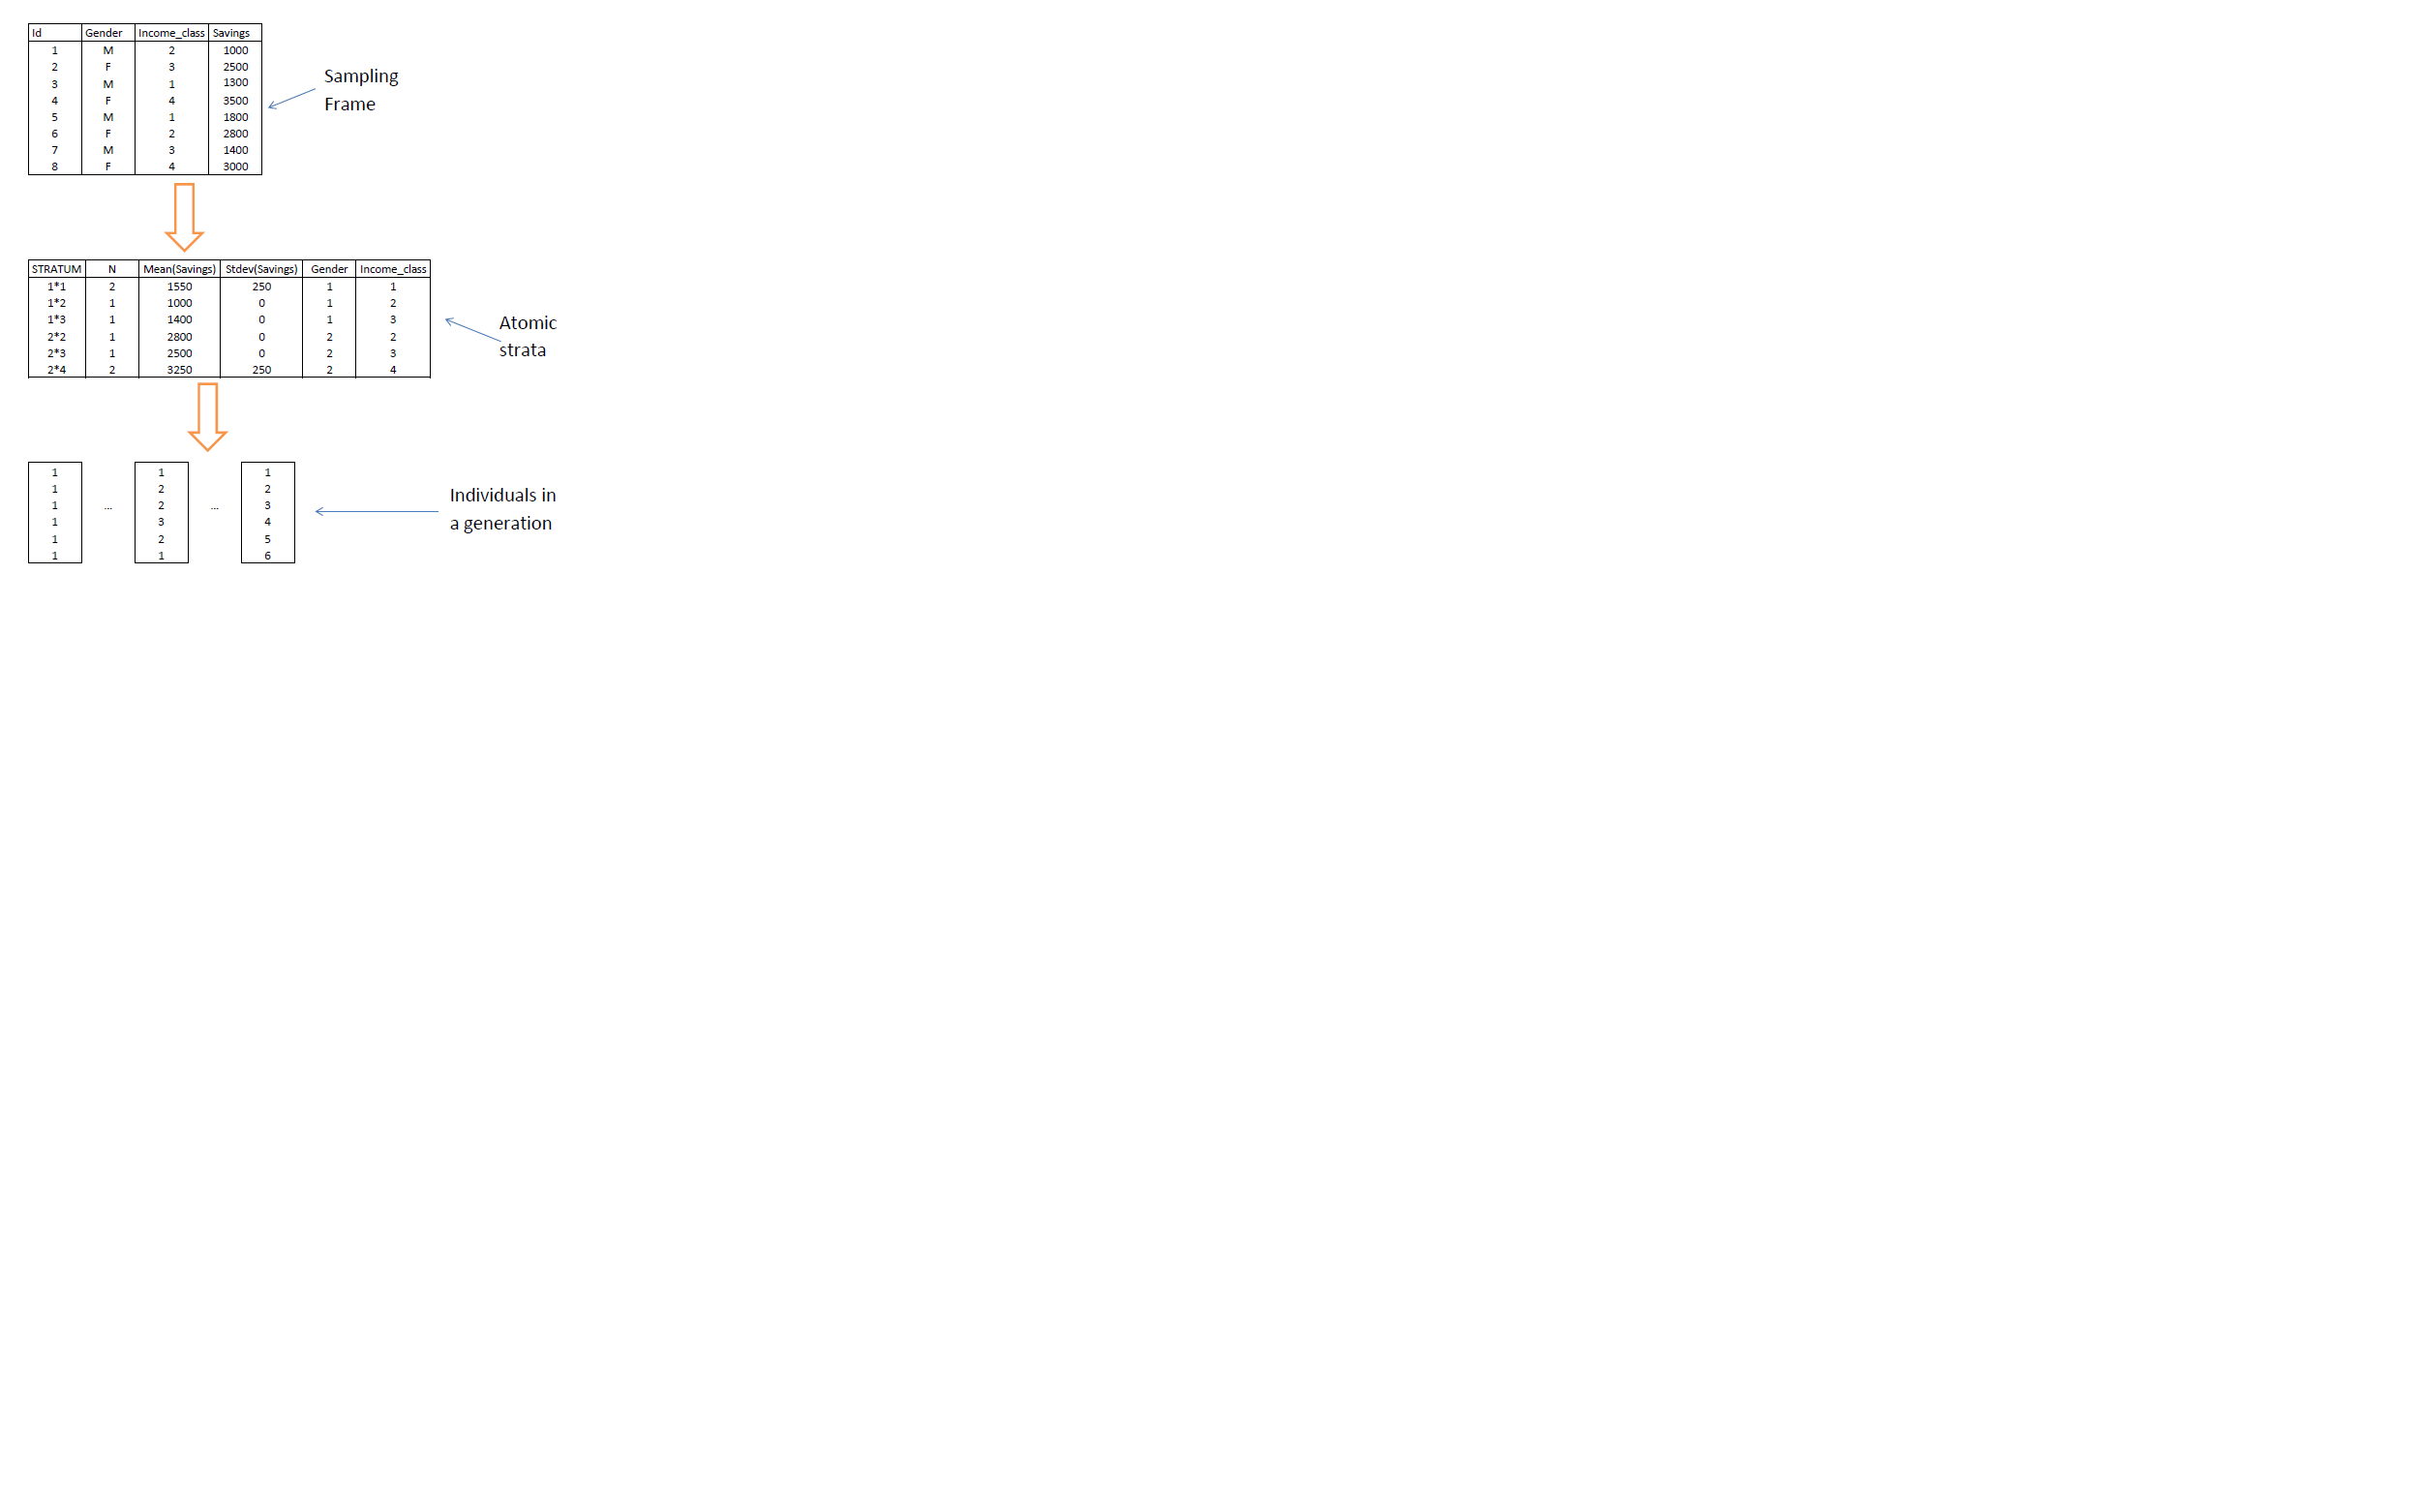 Id Gender Income_class Savings
1 M 2 1000
2 F 3 2500
3 M 1 1300
4 F 4 3500
5 M 1 1800
6 F 2 2800
7 M 3 1400
8 F 4 3000
Sampling
Frame
STRATUM N Mean(Savings) Stdev(Savings) Gender Income_class
1*1 2 1550 250 1 1
1*2 1 1000 0 1 2
1*3 1 1400 0 1 3
2*2 1 2800 0 2 2
2*3 1 2500 0 2 3
2*4 2 3250 250 2 4
Atomic
strata
1 1 1
1 2 2
1 ... 2 ... 3
1 3 4
1 2 5
1 1 6
Individuals in
a generation